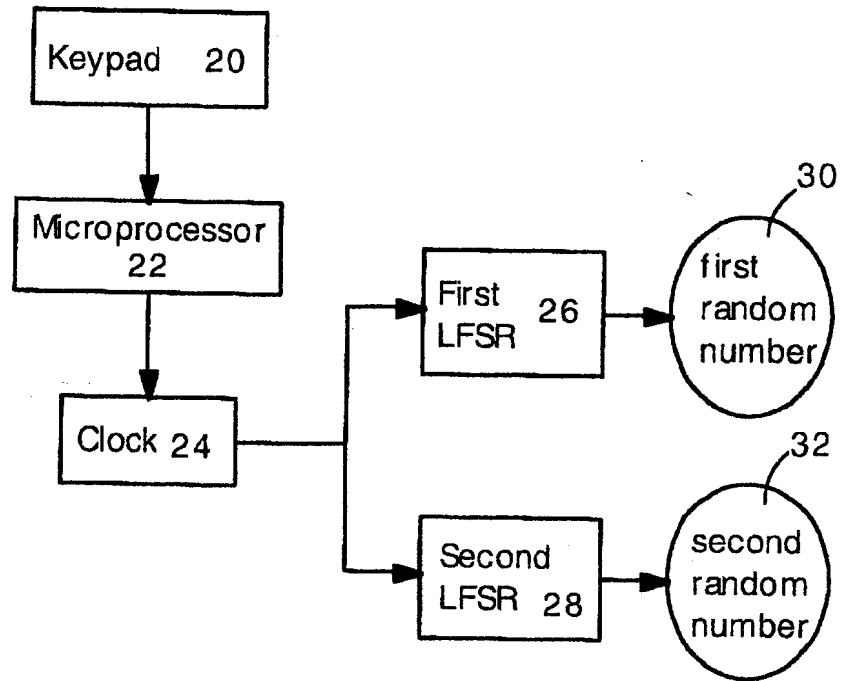 Keypad 20
Microprocessor
22
Clock 24
First
LFSR 26
30
first
random
number
Second
LFSR 28
32
second
random
number